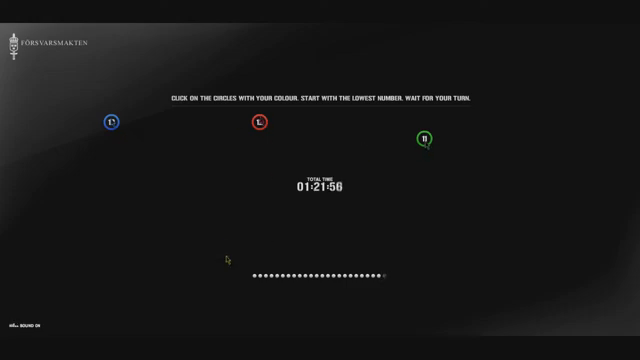 FÖRSVARSMAKTEN
CLICK ON THE CIRCLES WITH YOUR COLOUR. START WITH THE LOWEST NUMBER. WAIT FOR YOUR TURN.
11
TOTAL TIME
01:21:56
SOUND ON